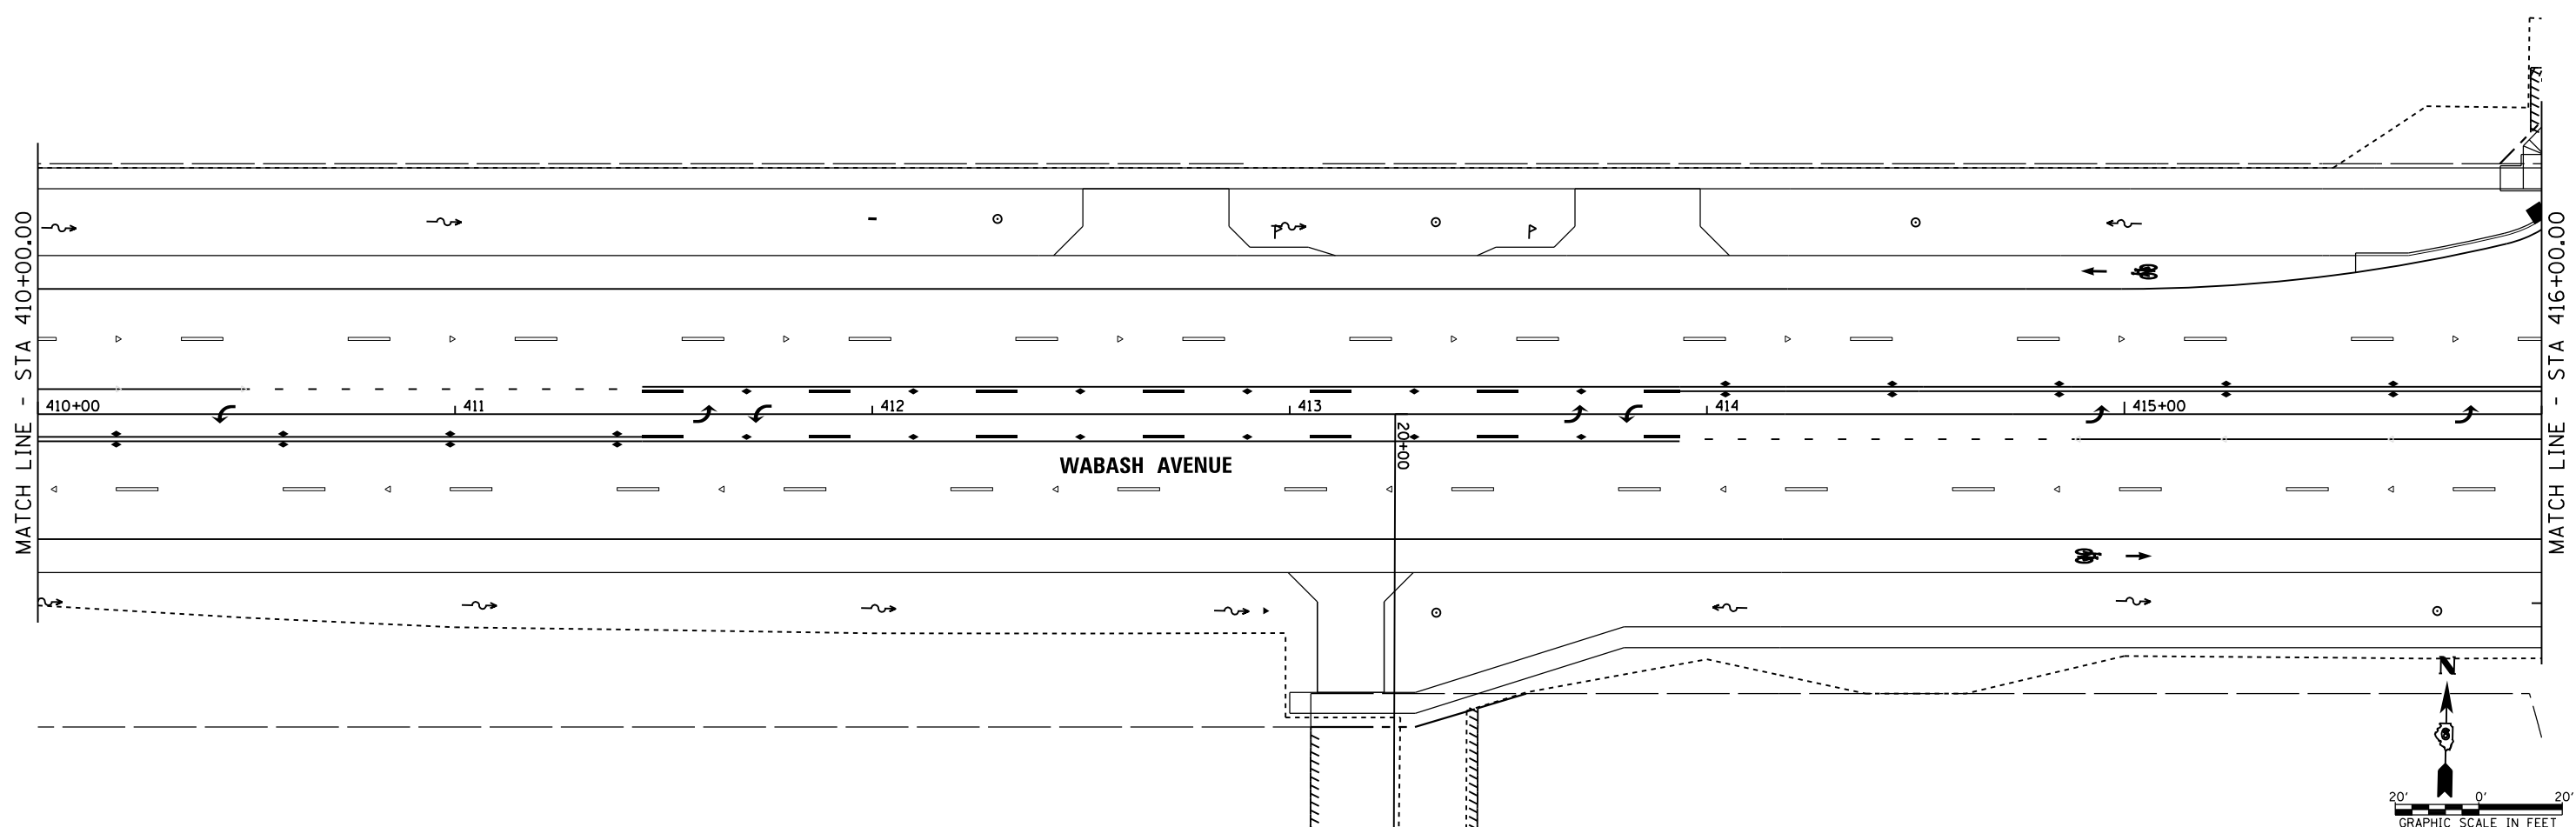 MATCH LINE - STA 410+00.00
410+00
411
412
413
414
415+00
20+00
WABASH AVENUE
MATCH LINE - STA 416+00.00
N
6
20' 0' 20'
GRAPHIC SCALE IN FEET